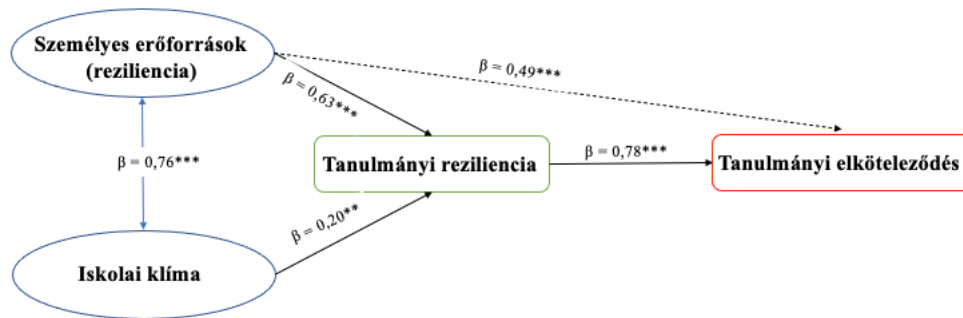 Személyes erőforrások
(reziliencia)
β = 0,49***
β = 0,63***
β = 0,76***
Tanulmányi reziliencia
β = 0,78***
Tanulmányi elköteleződés
β = 0,20**
Iskolai klíma